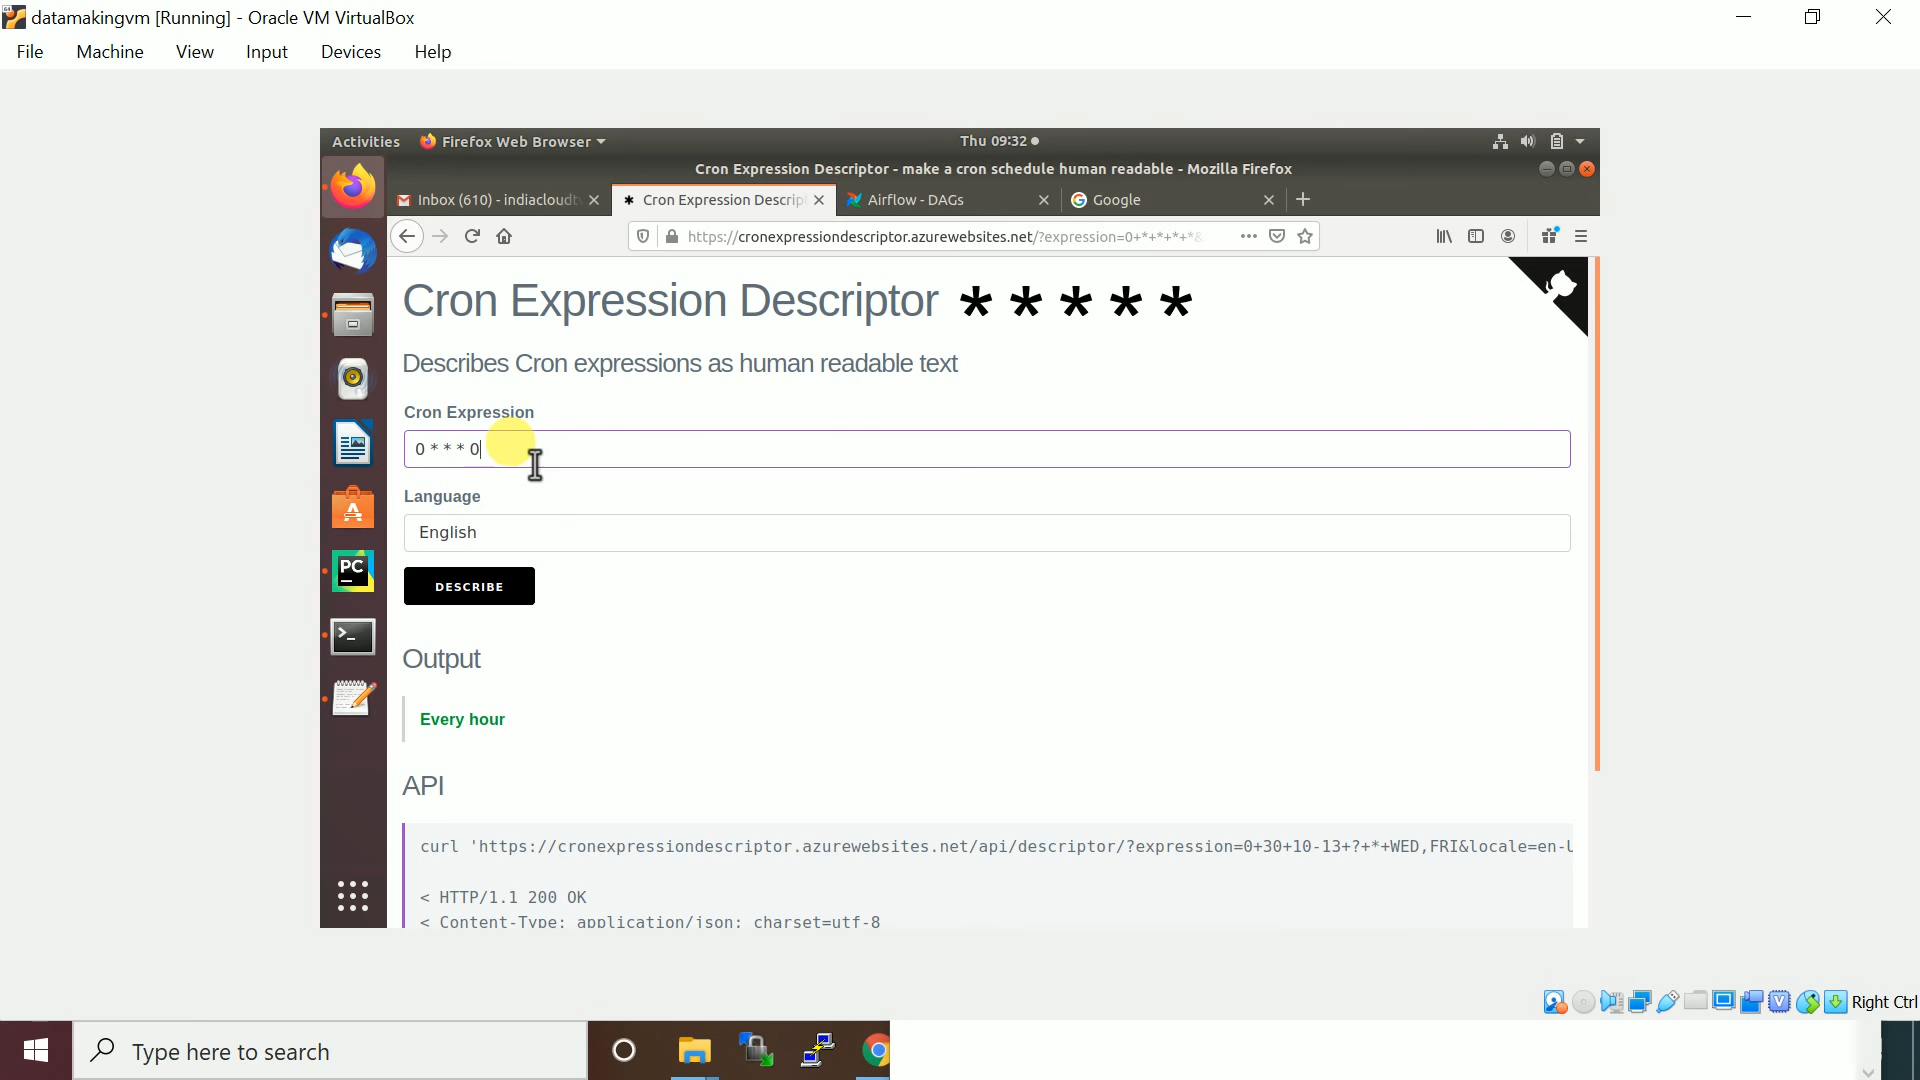 datamakingvm [Running] - Oracle VM VirtualBox
File Machine View Input Devices Help
Activities Firefox Web Browser Thu 09:32
Cron Expression Descriptor - make a cron schedule human readable - Mozilla Firefox
Inbox (610) - indiacloudt * Cron Expression Descrip Airflow - DAGs Google
https://cronexpressiondescriptor.azurewebsites.net/?expression=0+*+*+*+*&
Cron Expression Descriptor * * * * *
Describes Cron expressions as human readable text
Cron Expression
0 * * * 0
Language
English
DESCRIBE
Output
Every hour
API
curl 'https://cronexpressiondescriptor.azurewebsites.net/api/descriptor/?expression=0+30+10-13+?+*+WED,FRI&locale=en-U
< HTTP/1.1 200 OK
< Content-Type: application/json; charset=utf-8
Right Ctrl
Type here to search